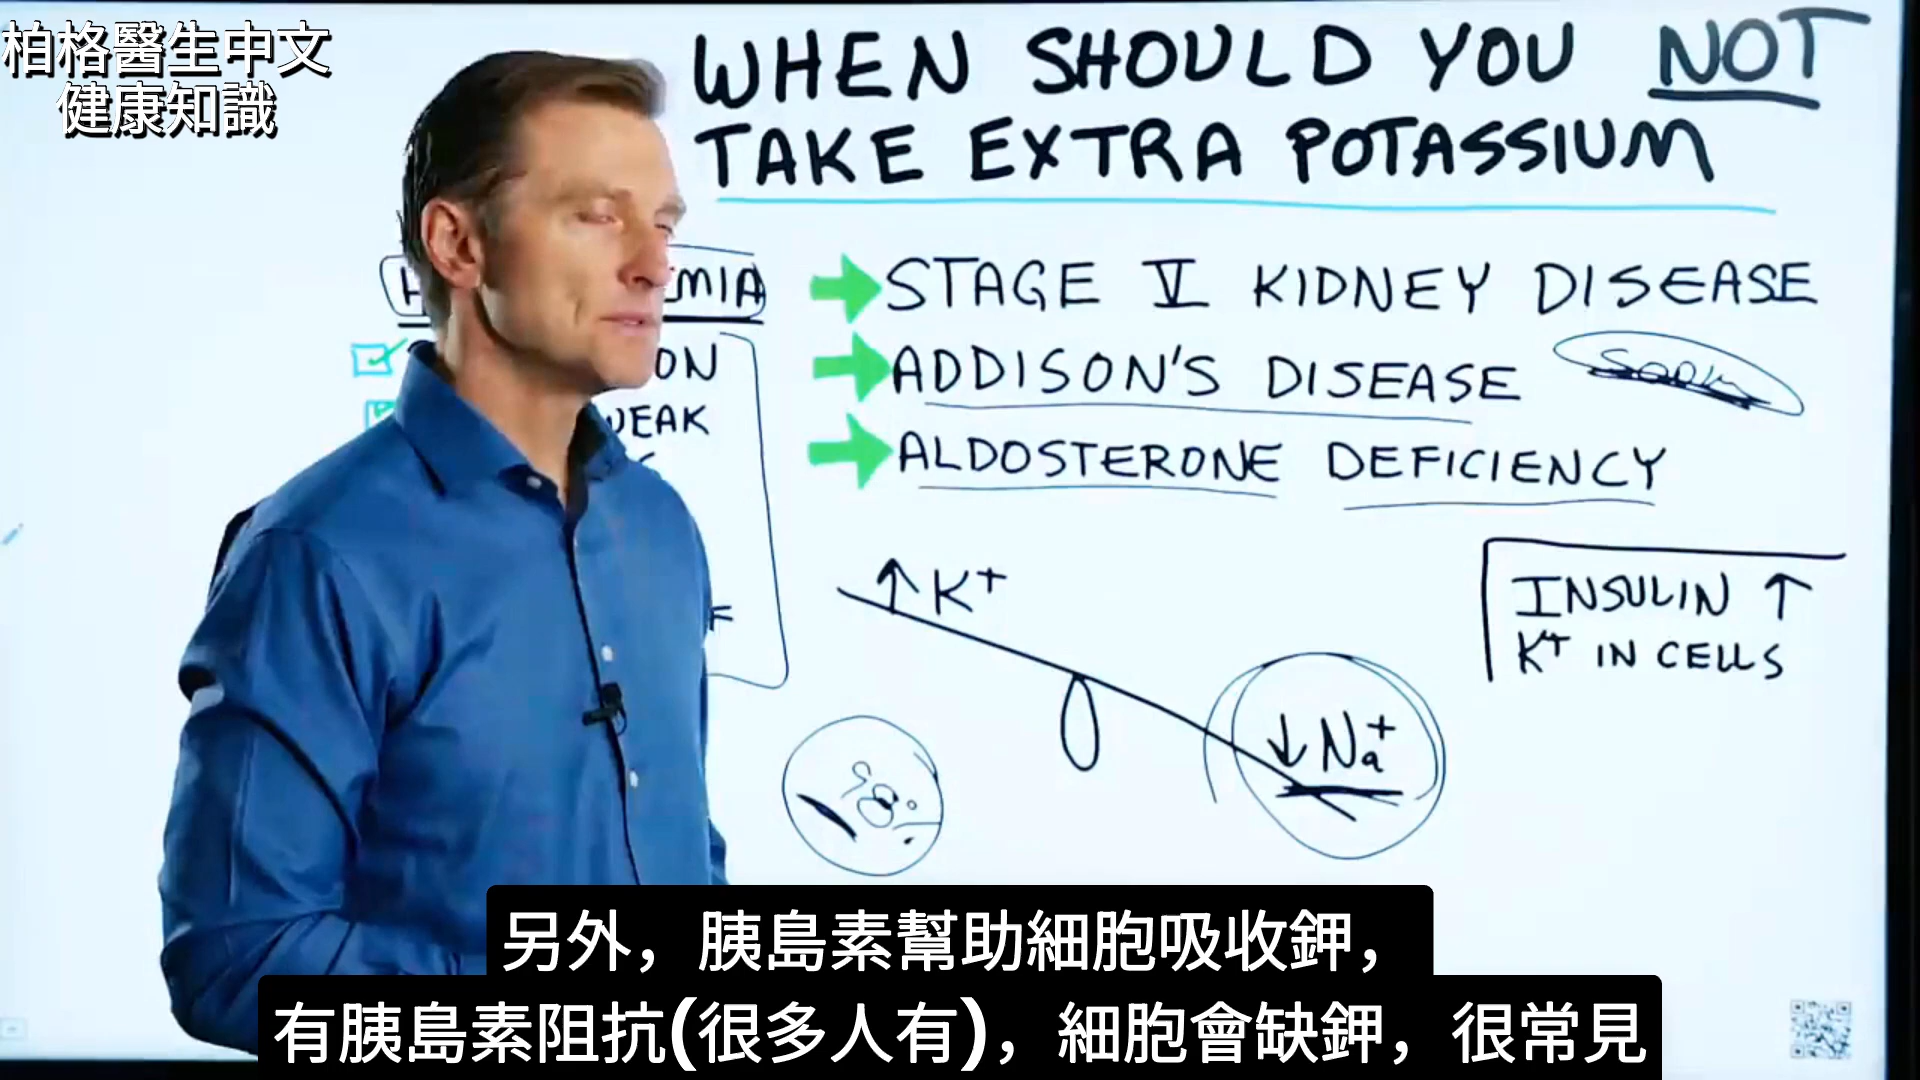 柏格醫生中文
健康知識
WHEN SHOULD YOU NOT
TAKE EXTRA POTASSIUM
→ STAGE V KIDNEY DISEASE
→ ADDISON'S DISEASE
→ ALDOSTERONE DEFICIENCY
↑ K+
↓ Na+
INSULIN ↑
K+ IN CELLS
另外，胰島素幫助細胞吸收鉀，
有胰島素阻抗(很多人有)，細胞會缺鉀，很常見